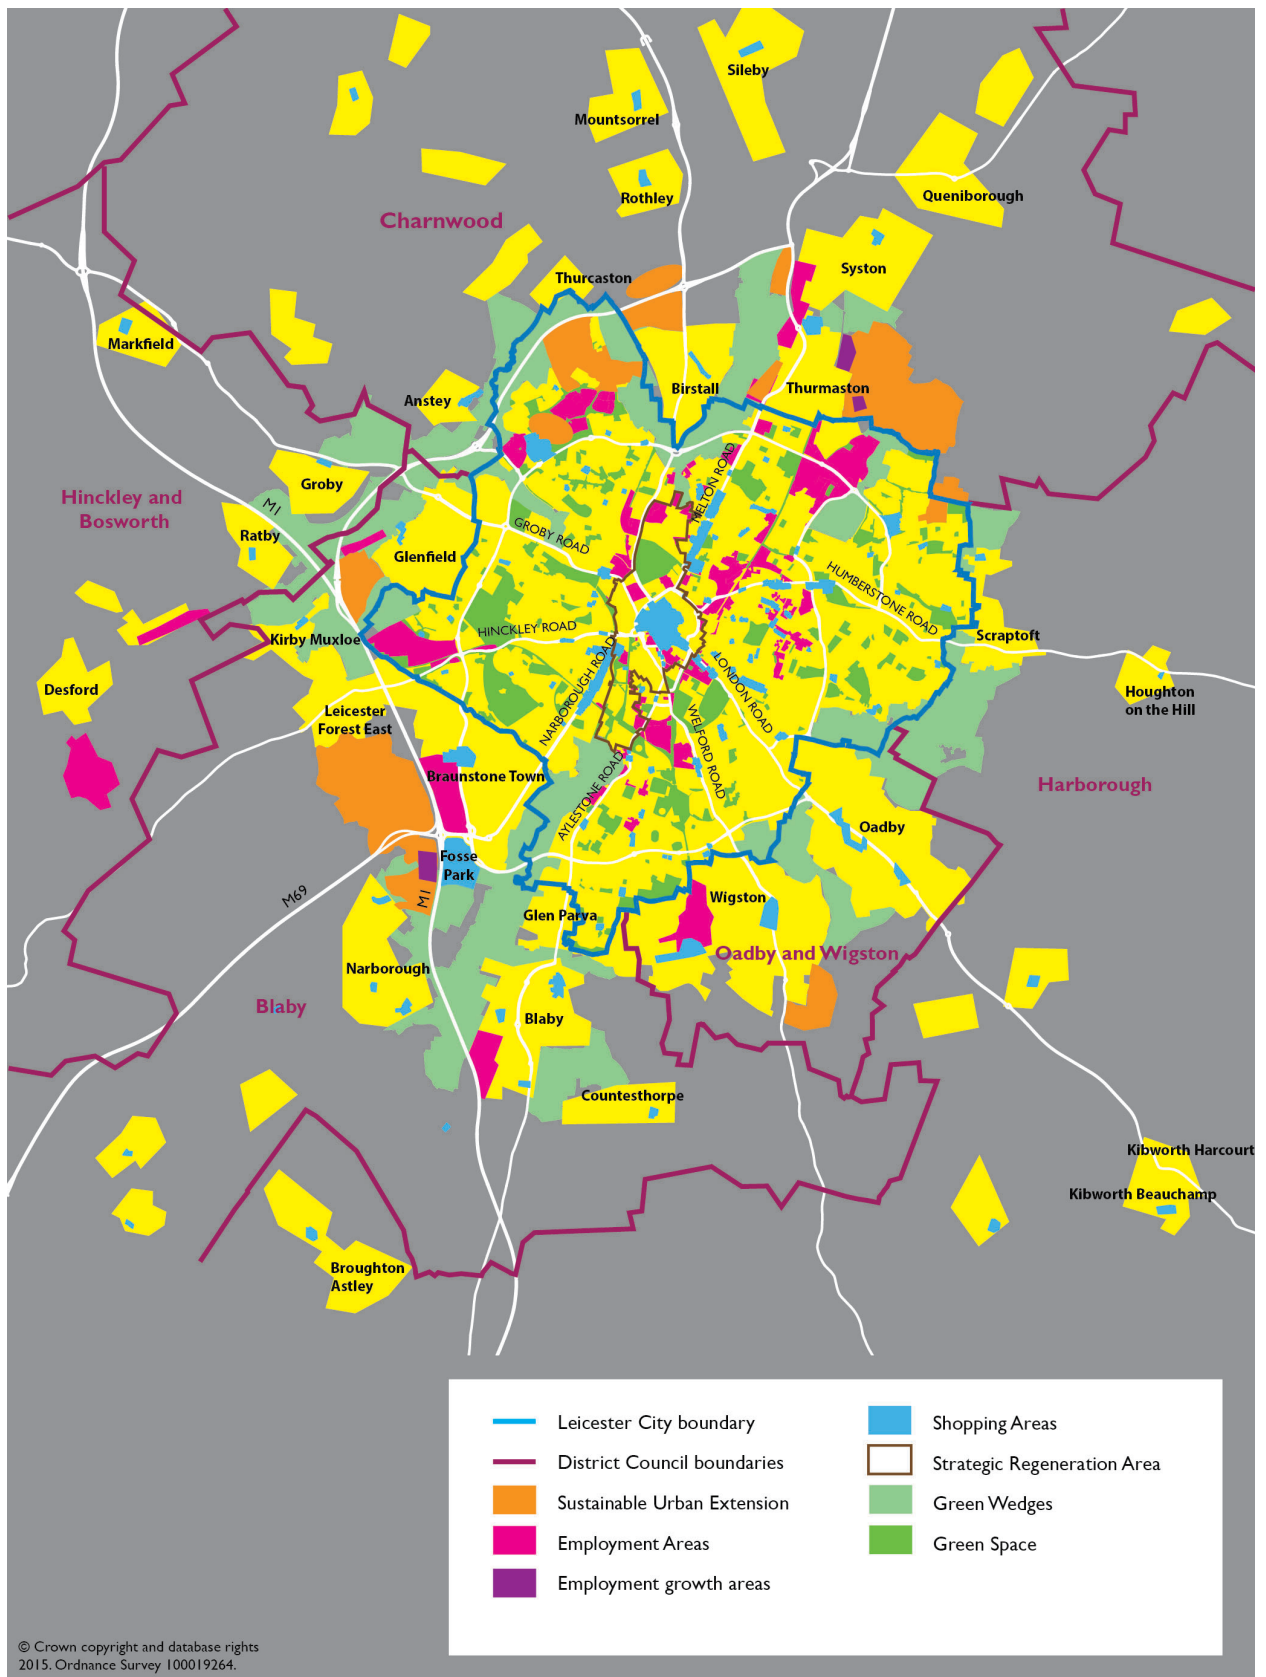 Sileby
Mountsorrel
Rothley
Queniborough
Charnwood
Syston
Thurcaston
Markfield
Birstall
Thurmaston
Anstey
MELTON ROAD
Groby
Hinckley and
Bosworth
M1
GROBY ROAD
Ratby
Glenfield
HUMBERSTONE ROAD
HINCKLEY ROAD
Kirby Muxloe
Scraptoft
Desford
NARBOROUGH ROAD
LONDON ROAD
Houghton
on the Hill
Leicester
Forest East
WELFORD ROAD
Braunstone Town
Harborough
AYLESTONE ROAD
Oadby
Fosse
Park
M69
M1
Wigston
Glen Parva
Oadby and Wigston
Narborough
Blaby
Blaby
Countesthorpe
Kibworth Harcourt
Kibworth Beauchamp
Broughton
Astley
Leicester City boundary
District Council boundaries
Sustainable Urban Extension
Employment Areas
Employment growth areas
Shopping Areas
Strategic Regeneration Area
Green Wedges
Green Space
© Crown copyright and database rights
2015. Ordnance Survey 100019264.